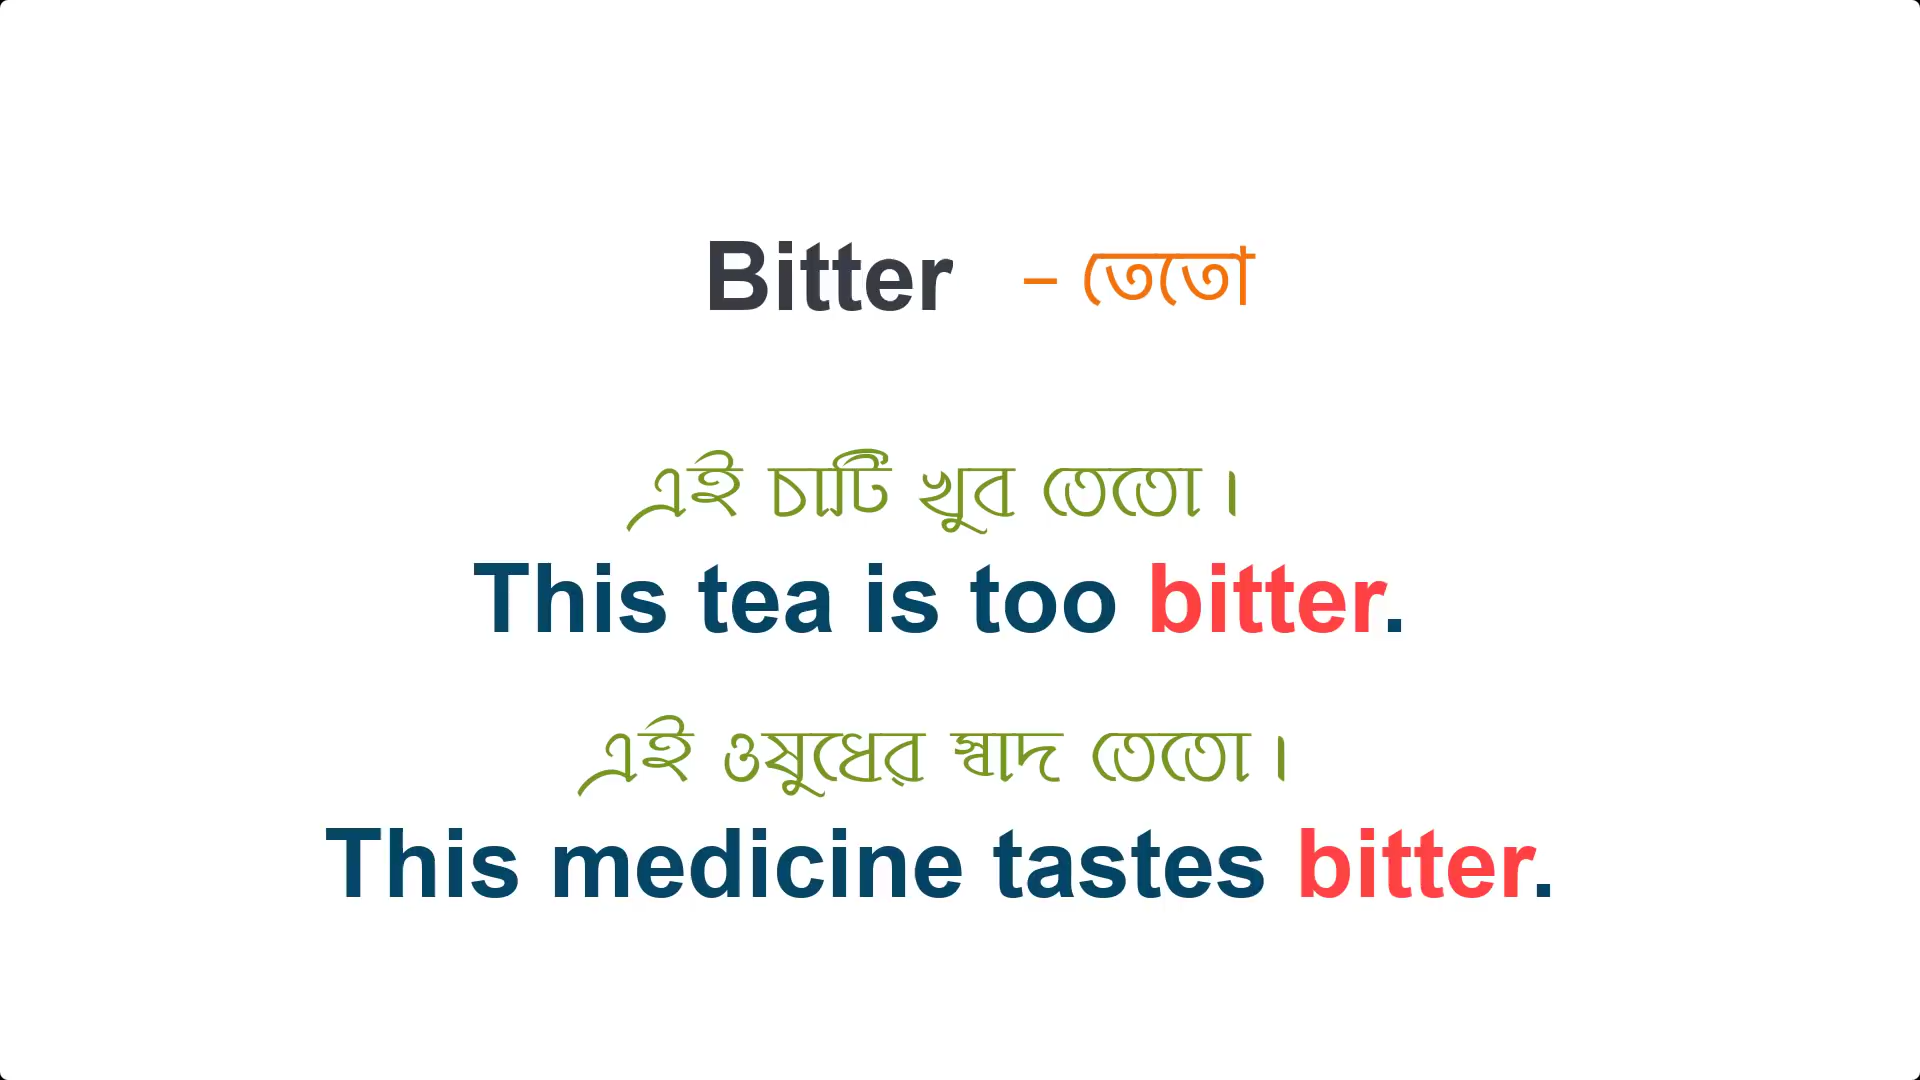 Bitter – তেতো
এই চাটি খুব তেতো।
This tea is too bitter.
এই ওষুধের স্বাদ তেতো।
This medicine tastes bitter.